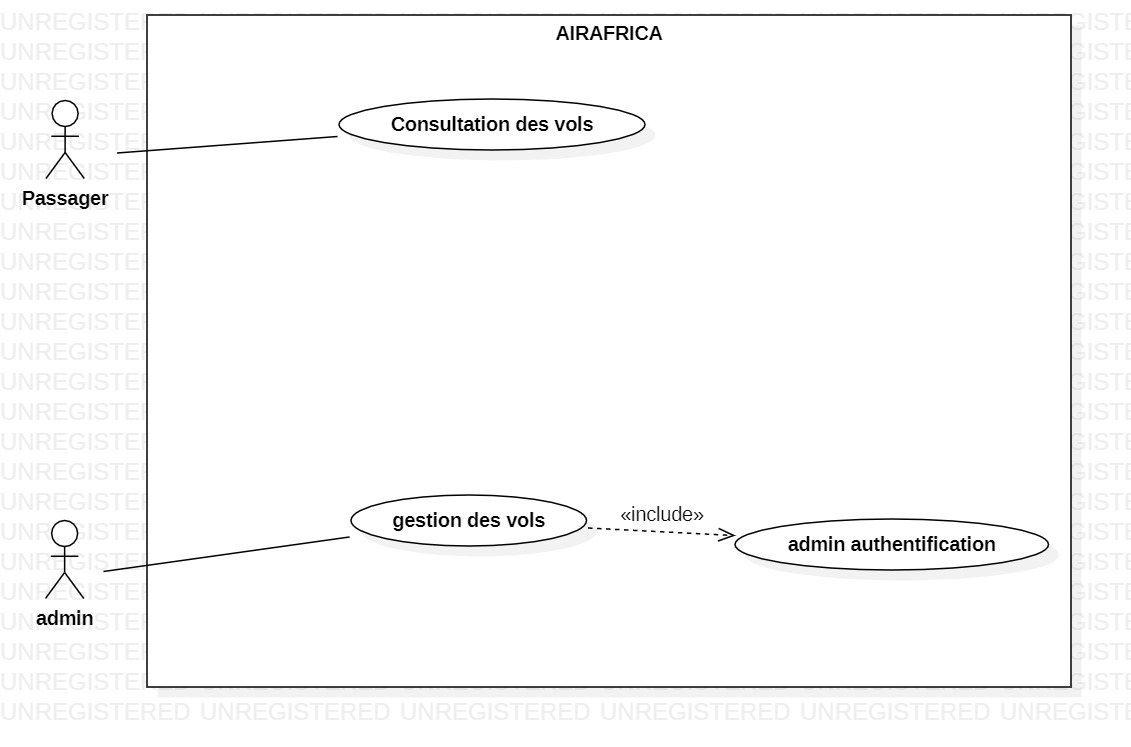 AIRAFRICA
Consultation des vols
Passager
gestion des vols
«include»
admin authentification
admin
UNREGISTERED UNREGISTERED UNREGISTERED UNREGISTERED UNREGISTERED UNREGISTE